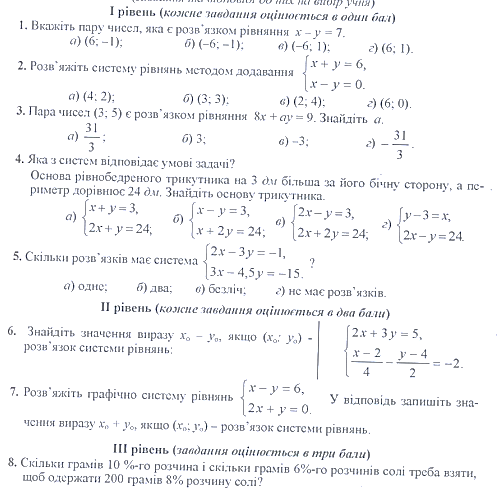 І рівень (кожне завдання оцінюється в один бал)
1. Вкажіть пару чисел, яка є розв'язком рівняння x – y = 7.
а) (6; –1); б) (–6; –1); в) (–6; 1); г) (6; 1).
2. Розв'яжіть систему рівнянь методом додавання { x + y = 6, x – y = 0.
а) (4; 2); б) (3; 3); в) (2; 4); г) (6; 0).
3. Пара чисел (3; 5) є розв'язком рівняння 8x + ay = 9. Знайдіть a.
а) 31/3; б) 3; в) –3; г) – 31/3.
4. Яка з систем відповідає умові задачі?
Основа рівнобедреного трикутника на 3 дм більша за його бічну сторону, а пе-
риметр дорівнює 24 дм. Знайдіть основу трикутника.
а) { x + y = 3, 2x + y = 24; б) { x – y = 3, x + 2y = 24; в) { 2x – y = 3, 2x + 2y = 24; г) { y – 3 = x, 2x – y = 24.
5. Скільки розв'язків має система { 2x – 3y = –1, 3x – 4,5y = –15. ?
а) одне; б) два; в) безліч; г) не має розв'язків.
ІІ рівень (кожне завдання оцінюється в два бали)
6. Знайдіть значення виразу x₀ – y₀, якщо (x₀; y₀) - { 2x + 3y = 5, (x – 2)/4 – (y – 4)/2 = –2.
розв'язок системи рівнянь:
7. Розв'яжіть графічно систему рівнянь { x – y = 6, 2x + y = 0. У відповідь запишіть зна-
чення виразу x₀ + y₀, якщо (x₀; y₀) – розв'язок системи рівнянь.
ІІІ рівень (завдання оцінюється в три бали)
8. Скільки грамів 10 %-го розчина і скільки грамів 6%-го розчинів солі треба взяти,
щоб одержати 200 грамів 8% розчину солі?